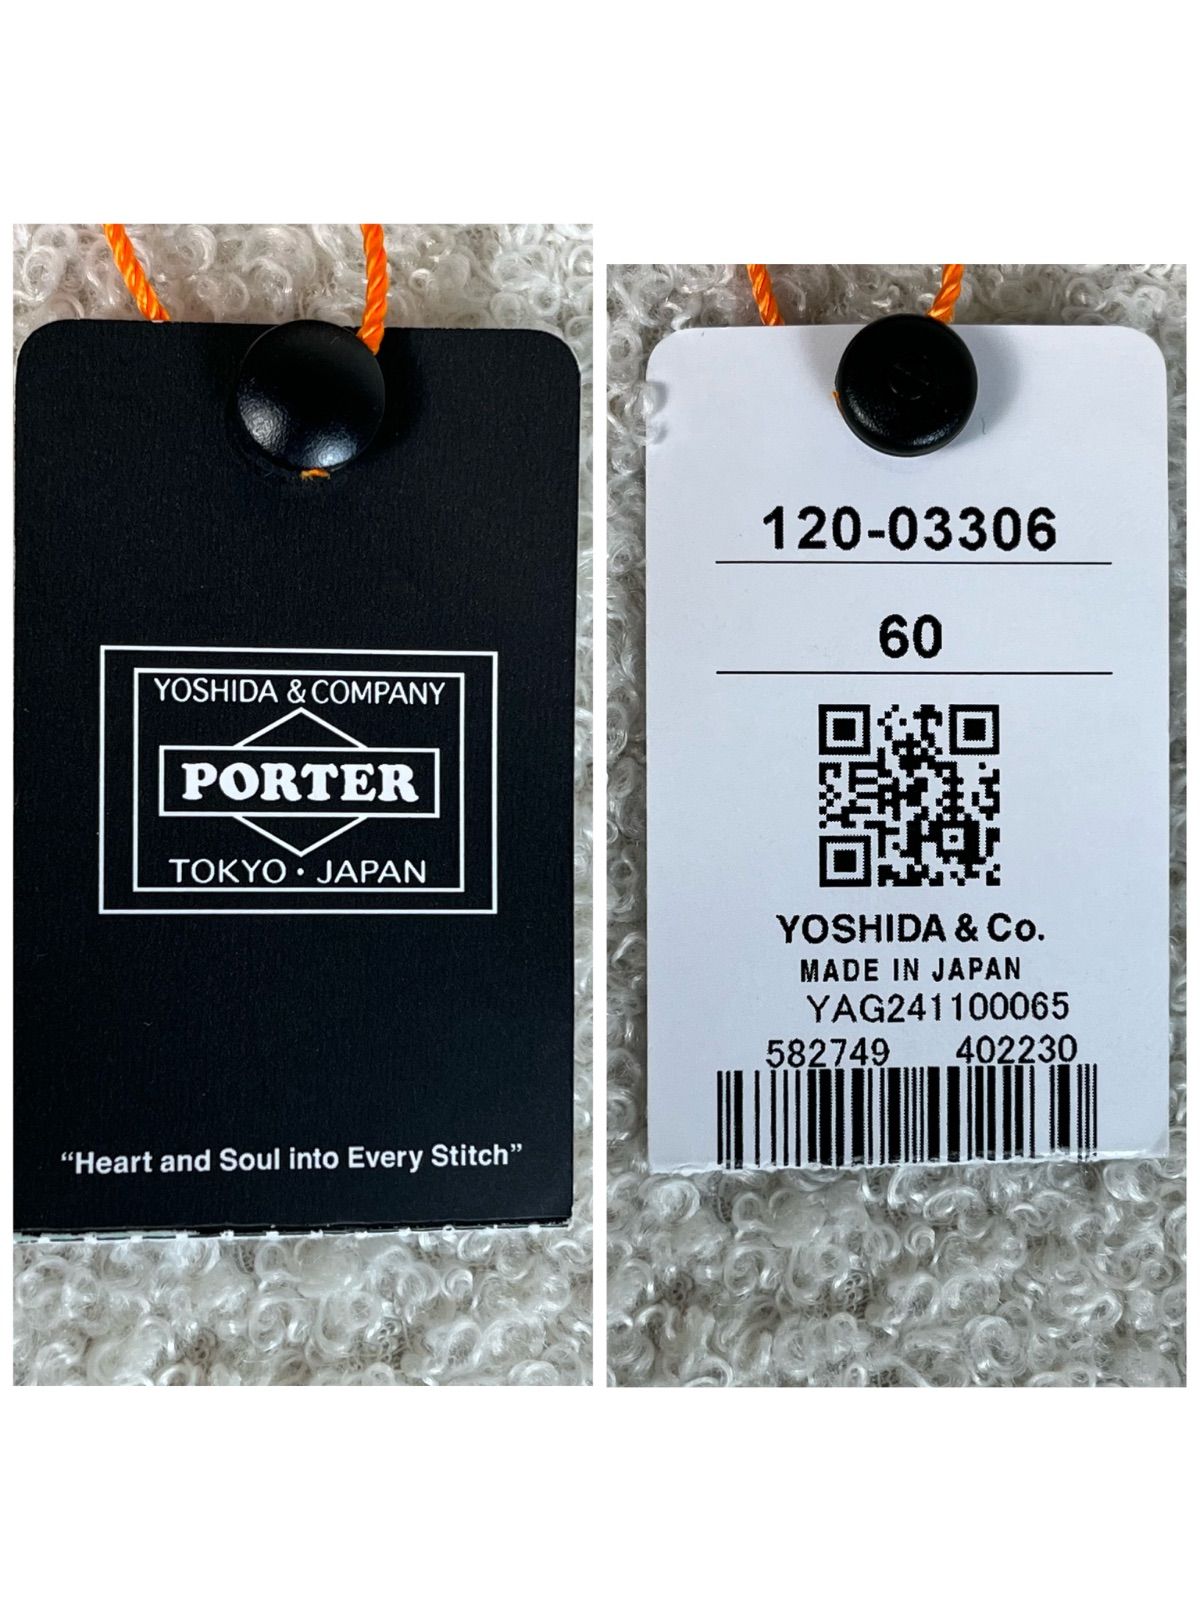 YOSHIDA & COMPANY
PORTER
TOKYO・JAPAN
“Heart and Soul into Every Stitch”
120-03306
60
YOSHIDA & Co.
MADE IN JAPAN
YAG241100065
582749 402230